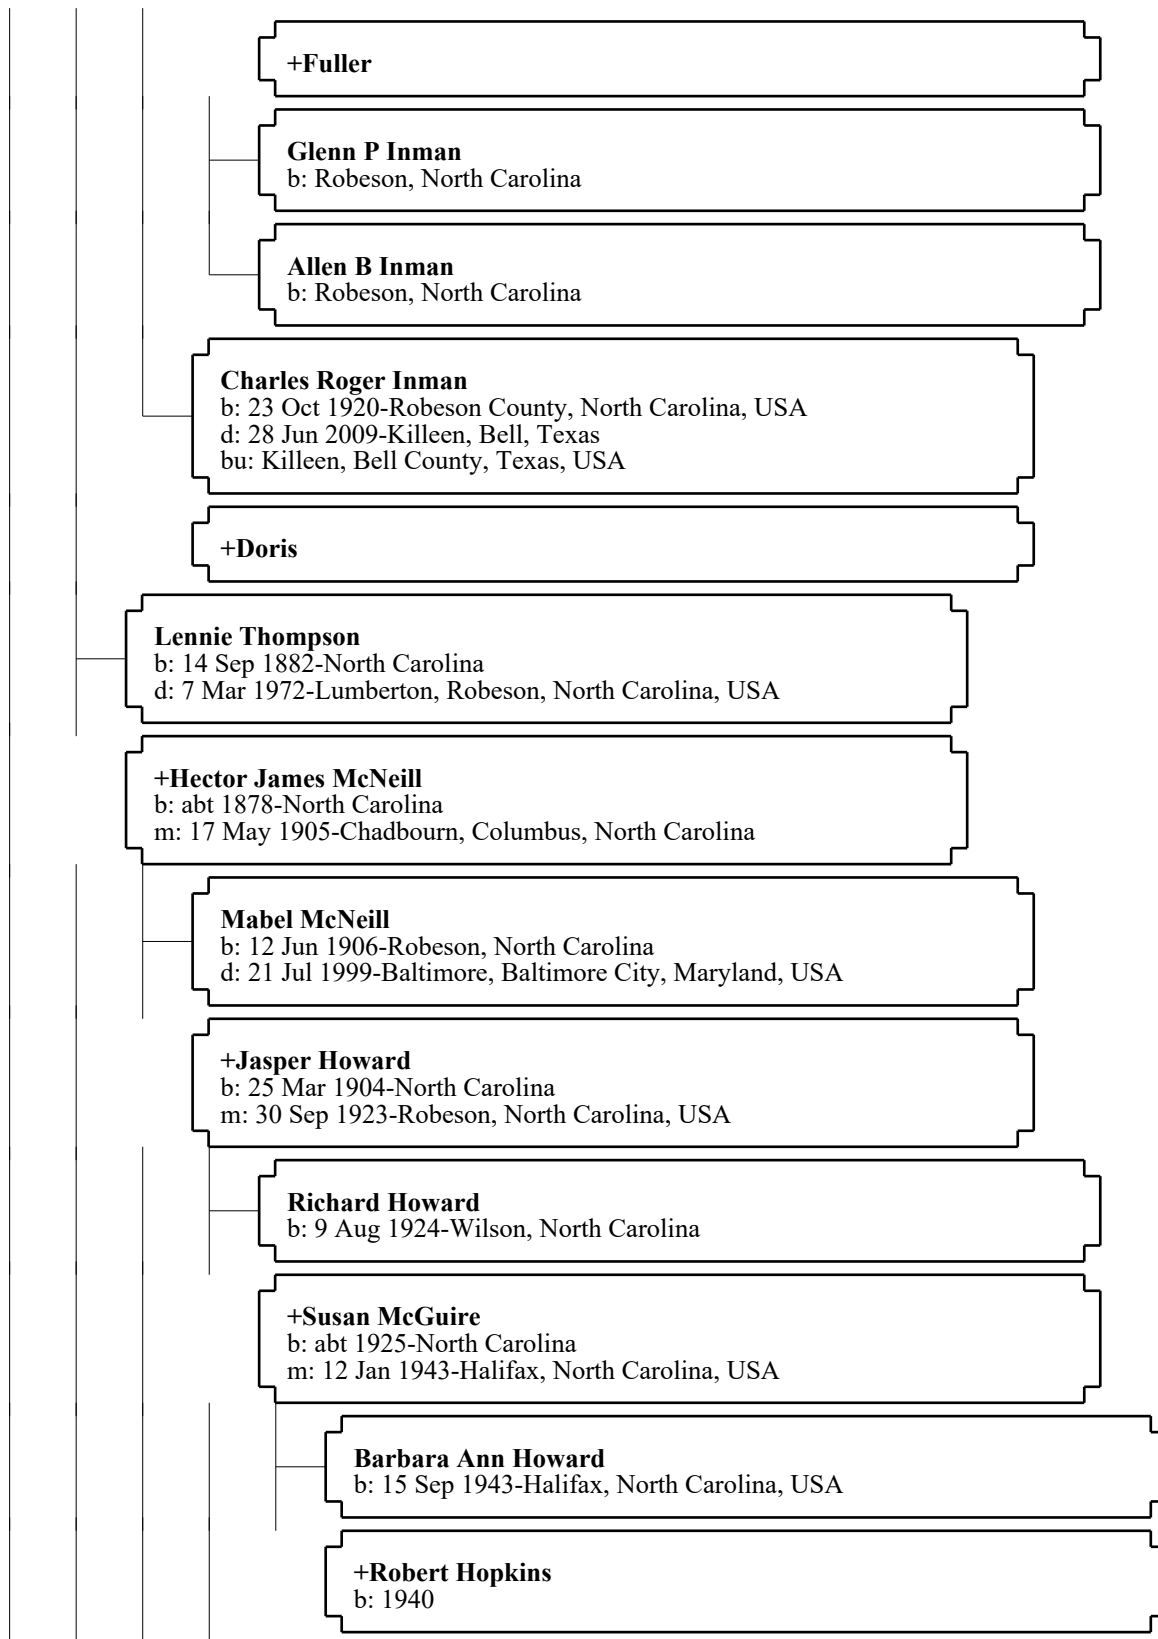 +Fuller
Glenn P Inman
b: Robeson, North Carolina
Allen B Inman
b: Robeson, North Carolina
Charles Roger Inman
b: 23 Oct 1920-Robeson County, North Carolina, USA
d: 28 Jun 2009-Killeen, Bell, Texas
bu: Killeen, Bell County, Texas, USA
+Doris
Lennie Thompson
b: 14 Sep 1882-North Carolina
d: 7 Mar 1972-Lumberton, Robeson, North Carolina, USA
+Hector James McNeill
b: abt 1878-North Carolina
m: 17 May 1905-Chadbourn, Columbus, North Carolina
Mabel McNeill
b: 12 Jun 1906-Robeson, North Carolina
d: 21 Jul 1999-Baltimore, Baltimore City, Maryland, USA
+Jasper Howard
b: 25 Mar 1904-North Carolina
m: 30 Sep 1923-Robeson, North Carolina, USA
Richard Howard
b: 9 Aug 1924-Wilson, North Carolina
+Susan McGuire
b: abt 1925-North Carolina
m: 12 Jan 1943-Halifax, North Carolina, USA
Barbara Ann Howard
b: 15 Sep 1943-Halifax, North Carolina, USA
+Robert Hopkins
b: 1940